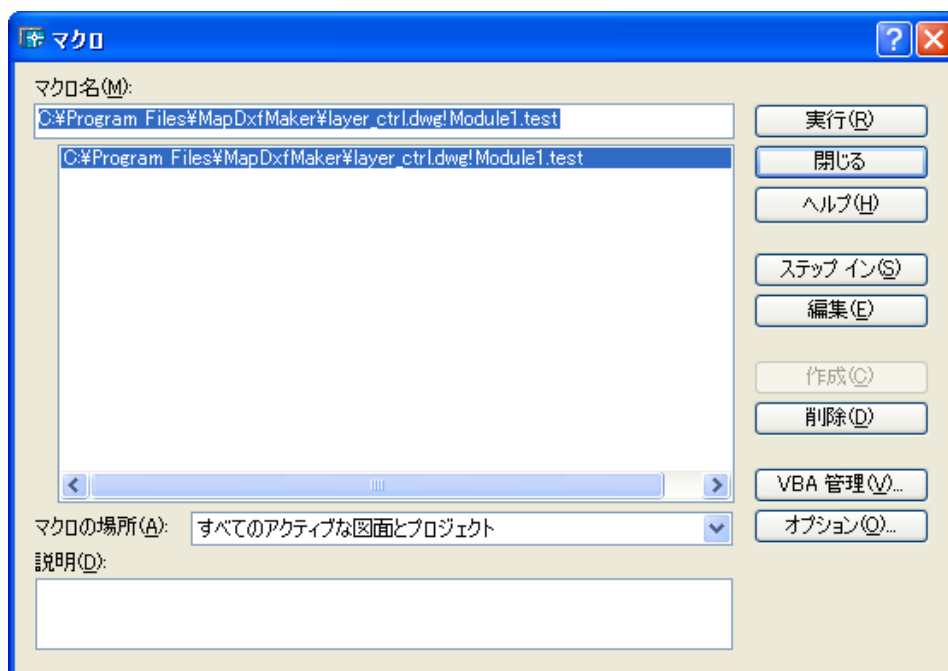 マクロ
マクロ名(M):
C:¥Program Files¥MapDxfMaker¥layer_ctrl.dwg!Module1.test
C:¥Program Files¥MapDxfMaker¥layer_ctrl.dwg!Module1.test
実行(R)
閉じる
ヘルプ(H)
ステップ イン(S)
編集(E)
作成(C)
削除(D)
VBA 管理(V)...
マクロの場所(A):
すべてのアクティブな図面とプロジェクト
オプション(O)...
説明(D):